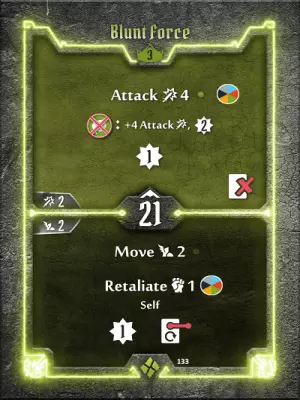 Blunt Force
3
Attack 4
: +4 Attack , 2
1
2
21
2
Move 2
Retaliate 1
Self
1
133